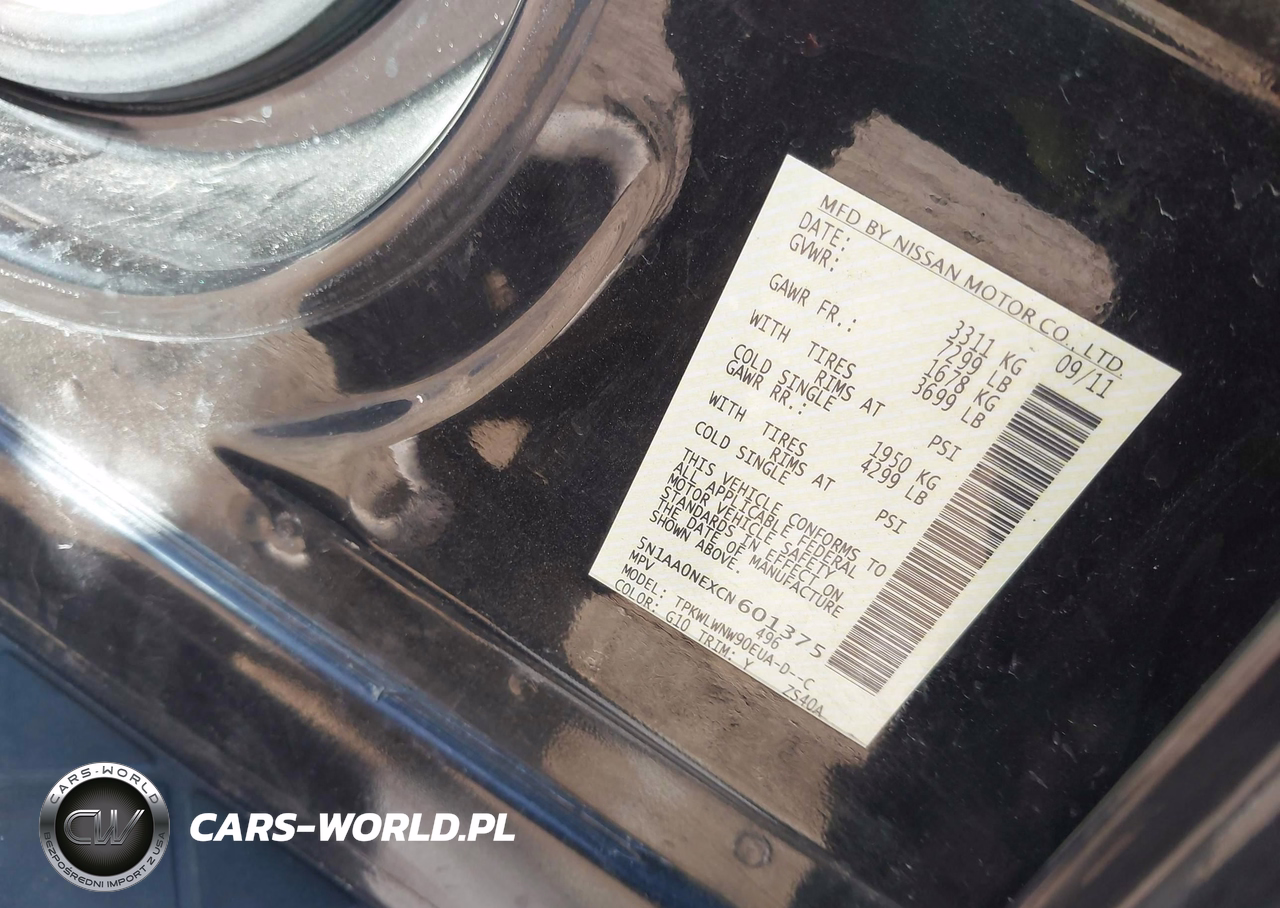 MFD BY NISSAN MOTOR CO., LTD.
DATE: 09/11
GVWR: 3311 KG
7299 LB
GAWR FR.: 1678 KG
3699 LB
WITH TIRES
RIMS AT PSI
COLD SINGLE
GAWR RR.: 1950 KG
4299 LB
WITH TIRES
RIMS AT PSI
COLD SINGLE
THIS VEHICLE CONFORMS TO
ALL APPLICABL E FEDERAL
MOTOR VEHICLE SAFETY
STANDARDS IN EFFECT ON
THE DATE OF MANUFACTURE
SHOWN ABOVE.
5N1AA0NEXCN601375
MPV 496
MODEL: TPKWLWNW90EUA-D--C
COLOR: G10 TRIM: Y
ZS40A
CARS-WORLD
CW
BEZPOŚREDNI IMPORT Z USA
CARS-WORLD.PL